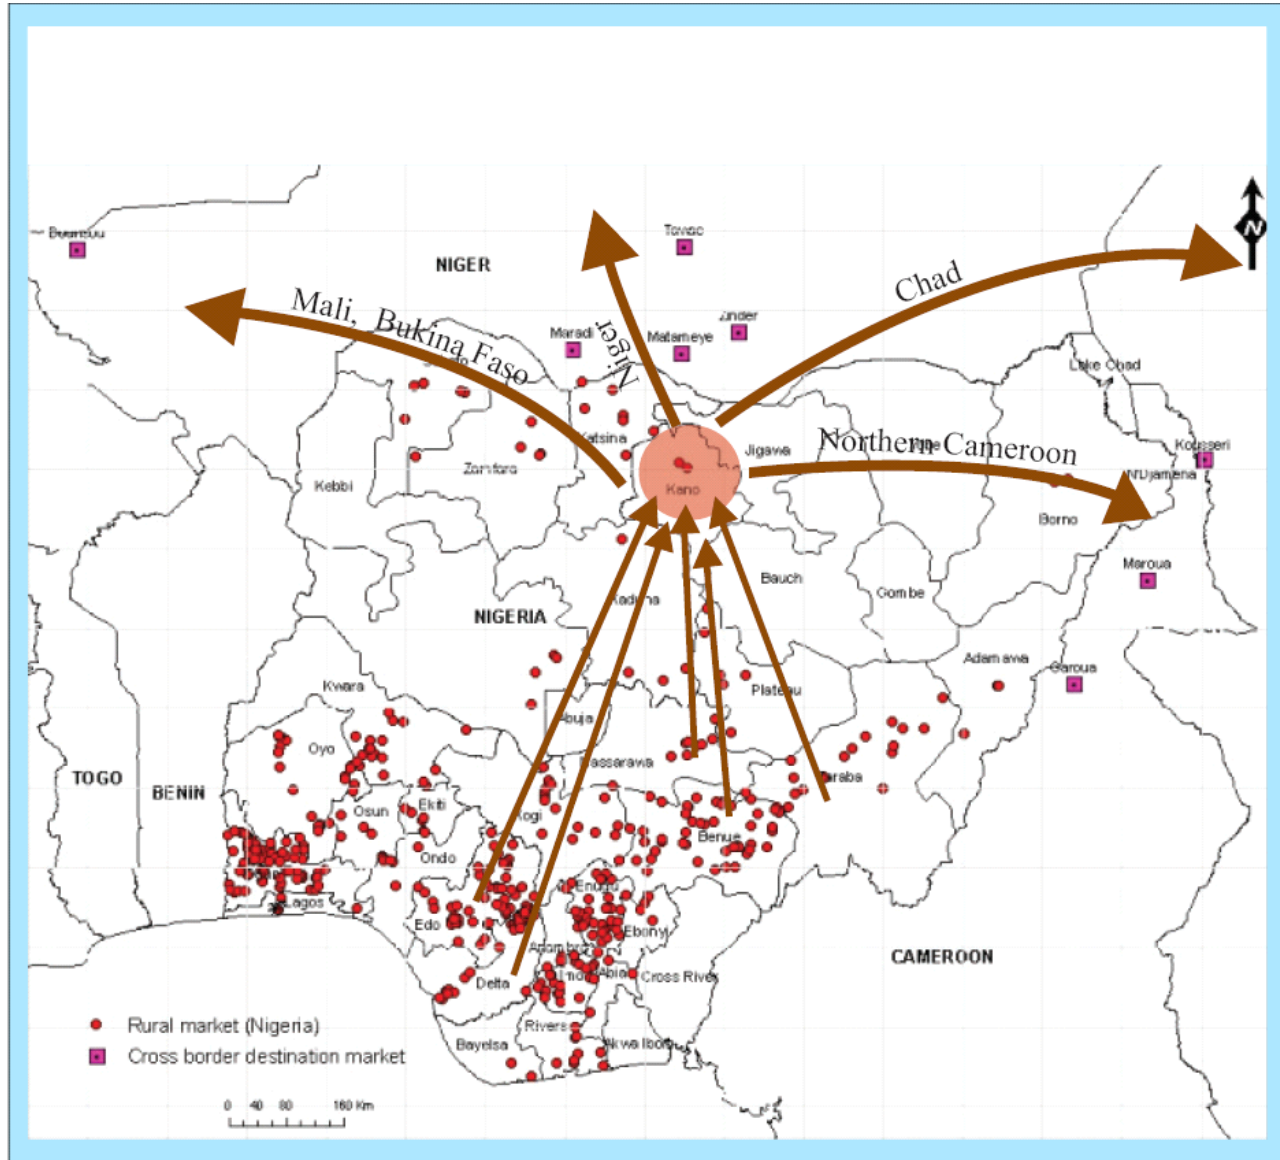 N
Tavac
NIGER
Chad
Mali, Bukina Faso
Niger
Maradi
Matameye
Lake Chad
Katsina
Jigawa
Northern Cameroon
Kousseri
Zamfara
Kebbi
Kano
N'Djamena
Borno
Maroua
Bauch
Gombe
NIGERIA
Kaduna
Adamawa
Garoua
Kwara
Plateau
Abuja
Oyo
TOGO
BENIN
Taraba
Osun
Ekiti
Kogi
Benue
Ondo
Enugu
Lagos
Edo
Ebonyi
Anambra
CAMEROON
Delta
Imo
Abia
Cross River
Rural market (Nigeria)
Rivers
Bayelsa
Akwa Ibom
Cross border destination market
0 40 80 160 Km